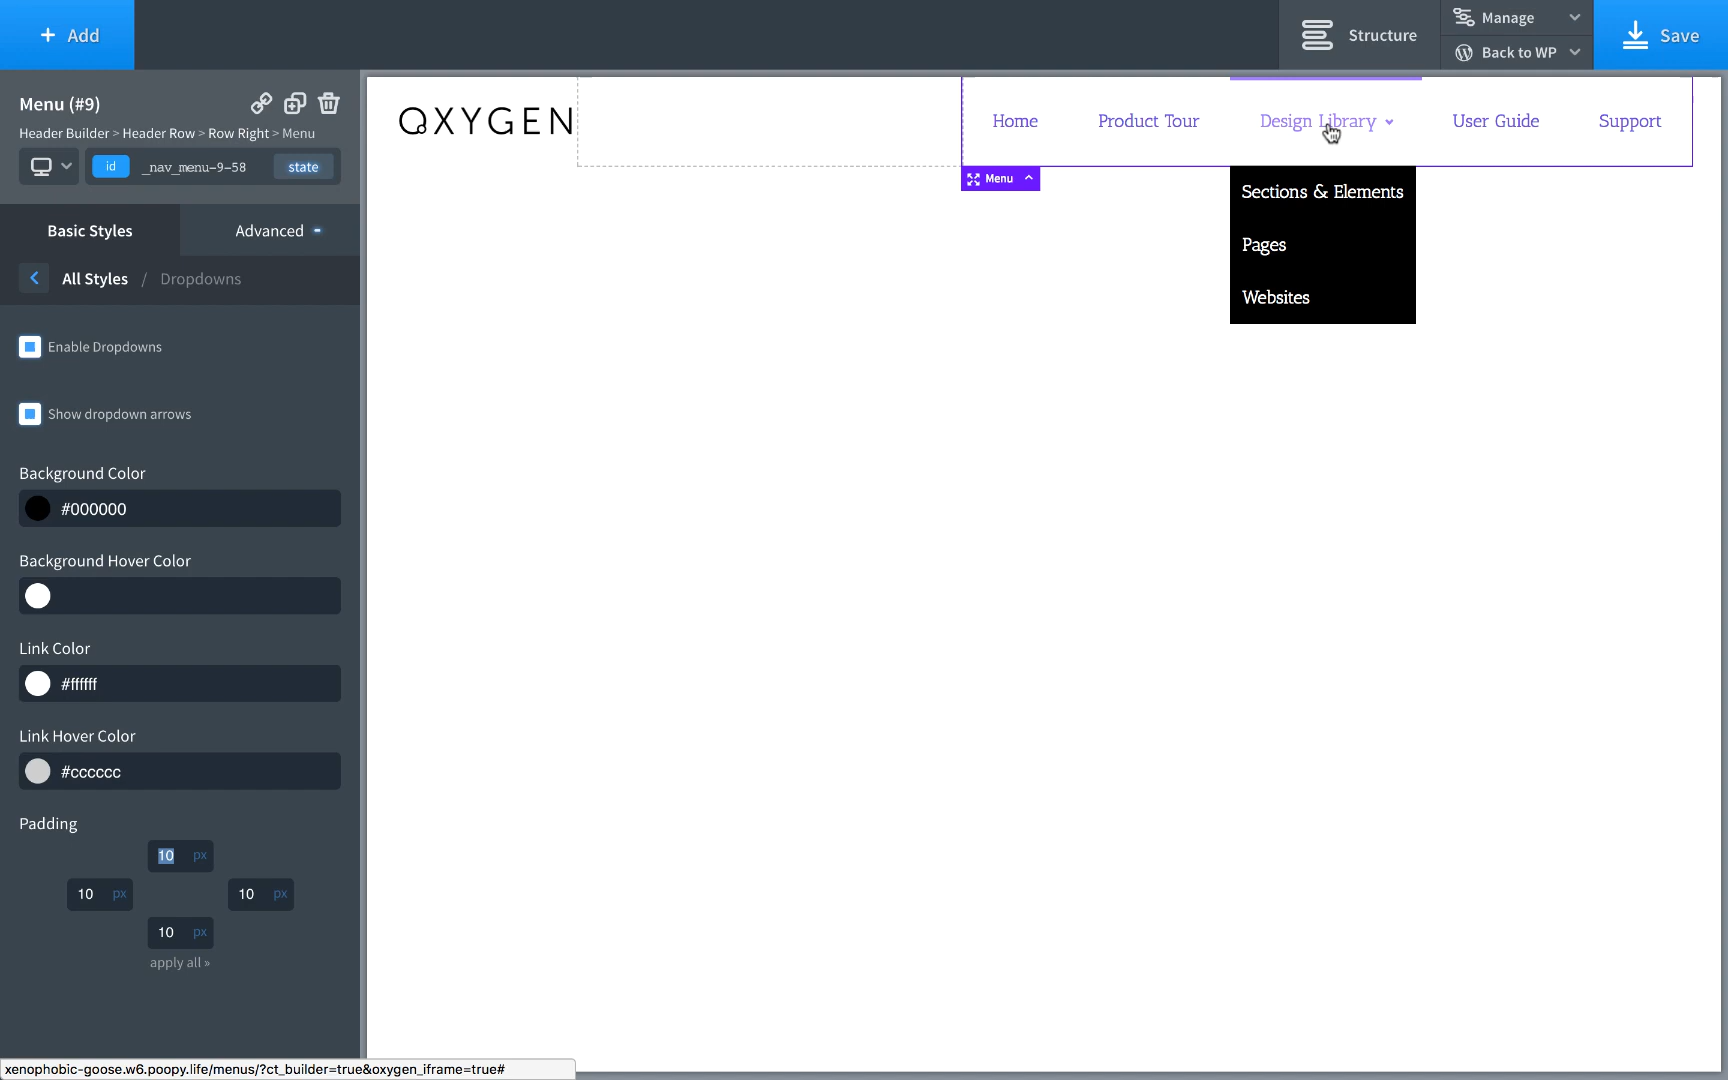 + Add
Structure
Manage
Back to WP
Save
Menu (#9)
Header Builder > Header Row > Row Right > Menu
id _nav_menu-9-58 state
Basic Styles
Advanced
All Styles / Dropdowns
Enable Dropdowns
Show dropdown arrows
Background Color
#000000
Background Hover Color
Link Color
#ffffff
Link Hover Color
#cccccc
Padding
10 px
10 px 10 px
10 px
apply all »
OXYGEN
Home Product Tour Design Library User Guide Support
Menu
Sections & Elements
Pages
Websites
xenophobic-goose.w6.poopy.life/menus/?ct_builder=true&oxygen_iframe=true#